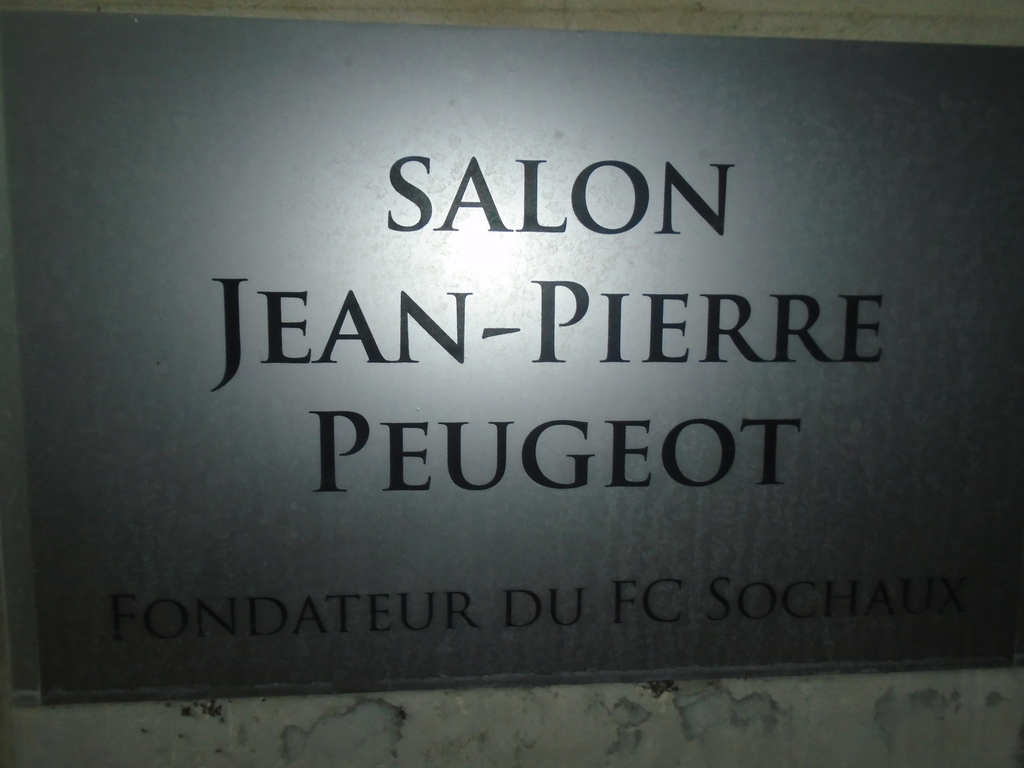 SALON
JEAN-PIERRE
PEUGEOT
FONDATEUR DU FC SOCHAUX